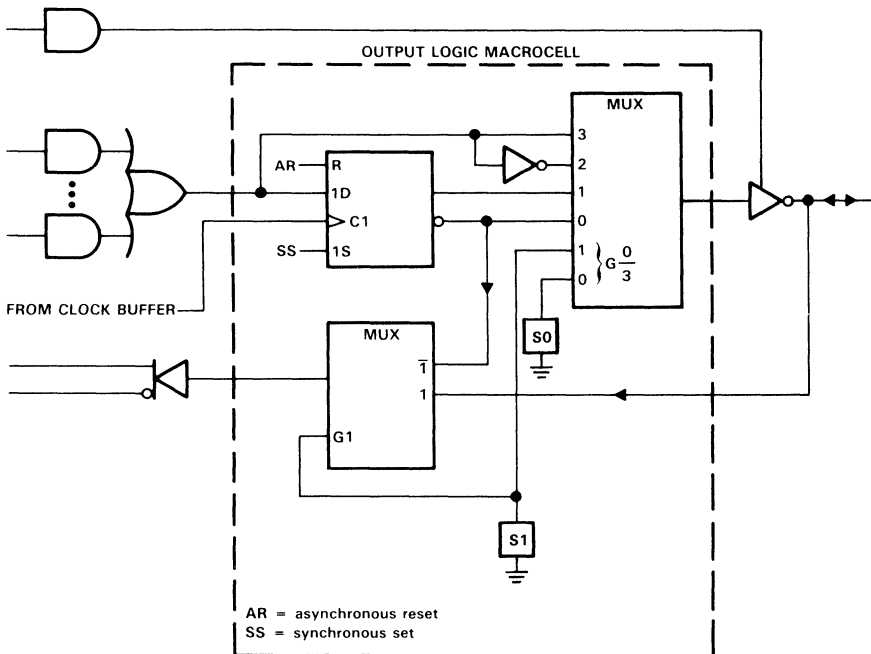 OUTPUT LOGIC MACROCELL
MUX
3
AR
R
2
1D
1
C1
0
SS
1S
1
0
G 0/3
FROM CLOCK BUFFER
S0
MUX
1̅
1
G1
S1
AR = asynchronous reset
SS = synchronous set